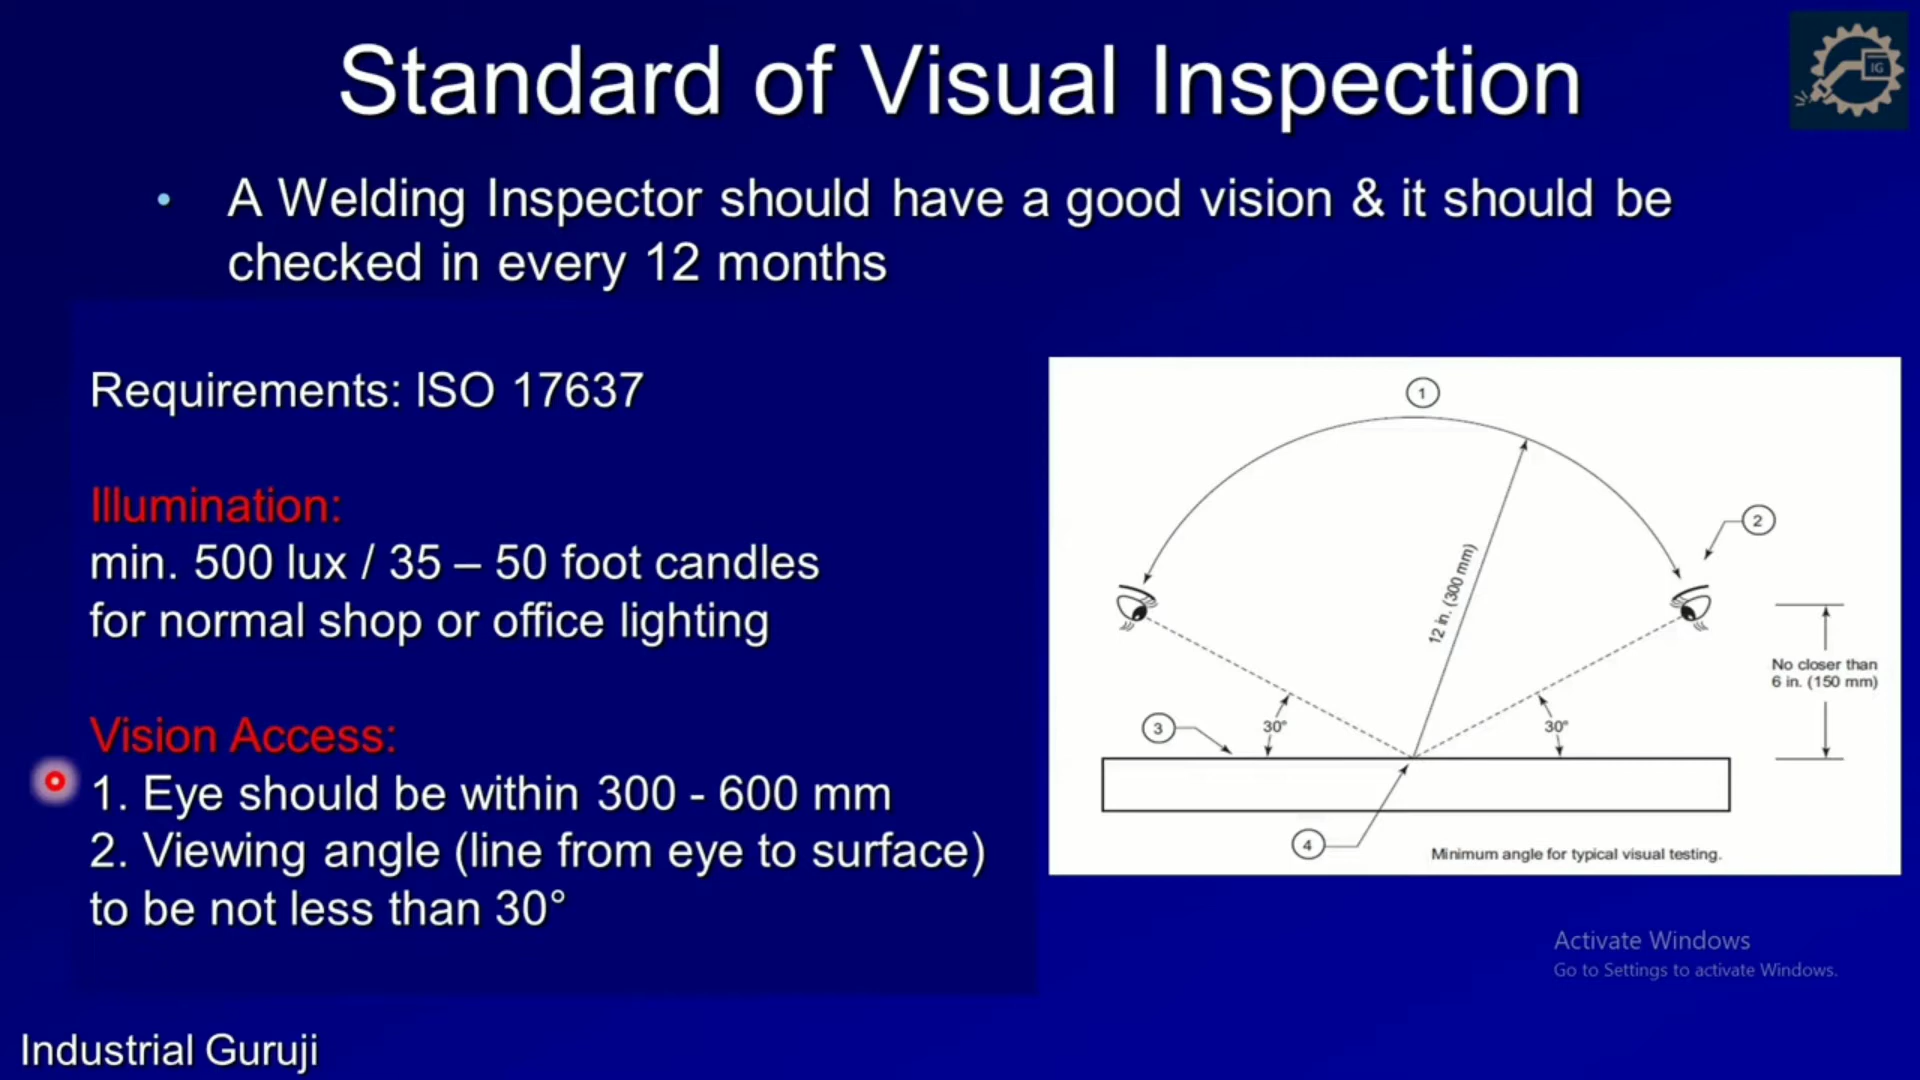 Standard of Visual Inspection
IG
• A Welding Inspector should have a good vision & it should be
checked in every 12 months
Requirements: ISO 17637
Illumination:
min. 500 lux / 35 – 50 foot candles
for normal shop or office lighting
Vision Access:
1. Eye should be within 300 - 600 mm
2. Viewing angle (line from eye to surface)
to be not less than 30°
1
2
12 in. (300 mm)
No closer than
6 in. (150 mm)
3
30°
30°
4
Minimum angle for typical visual testing.
Activate Windows
Go to Settings to activate Windows.
Industrial Guruji